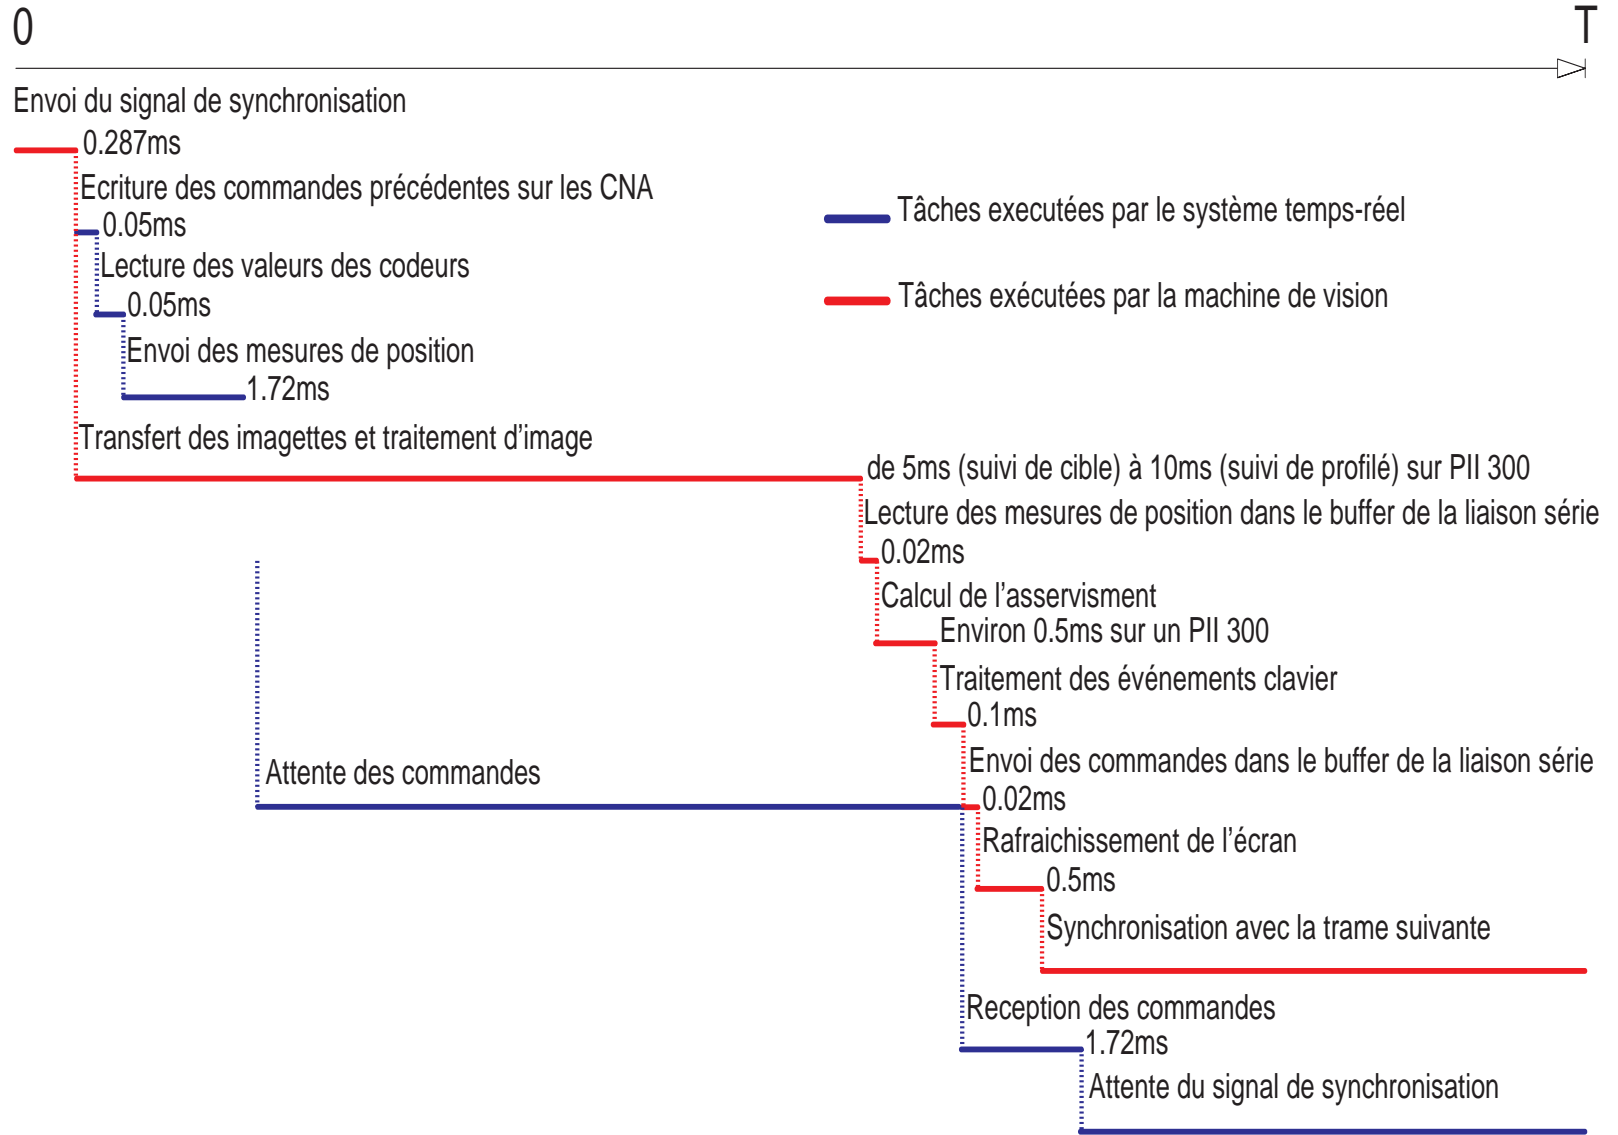 0
T
Envoi du signal de synchronisation
0.287ms
Ecriture des commandes précédentes sur les CNA
0.05ms
Tâches executées par le système temps-réel
Lecture des valeurs des codeurs
0.05ms
Tâches exécutées par la machine de vision
Envoi des mesures de position
1.72ms
Transfert des imagettes et traitement d'image
de 5ms (suivi de cible) à 10ms (suivi de profilé) sur PII 300
Lecture des mesures de position dans le buffer de la liaison série
0.02ms
Calcul de l'asservisment
Environ 0.5ms sur un PII 300
Traitement des événements clavier
0.1ms
Envoi des commandes dans le buffer de la liaison série
Attente des commandes
0.02ms
Rafraichissement de l'écran
0.5ms
Synchronisation avec la trame suivante
Reception des commandes
1.72ms
Attente du signal de synchronisation